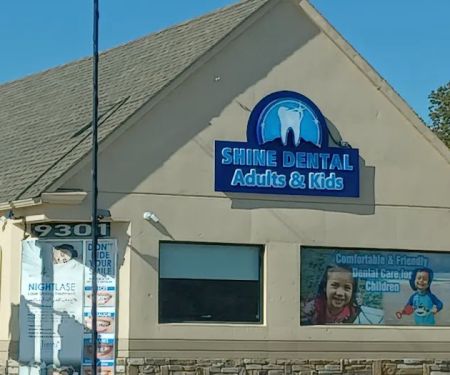 SHINE DENTAL
Adults & Kids
9301
DON'T
HIDE
YOUR
SMILE
NIGHTLASE
Comfortable & Friendly
Dental Care for
Children